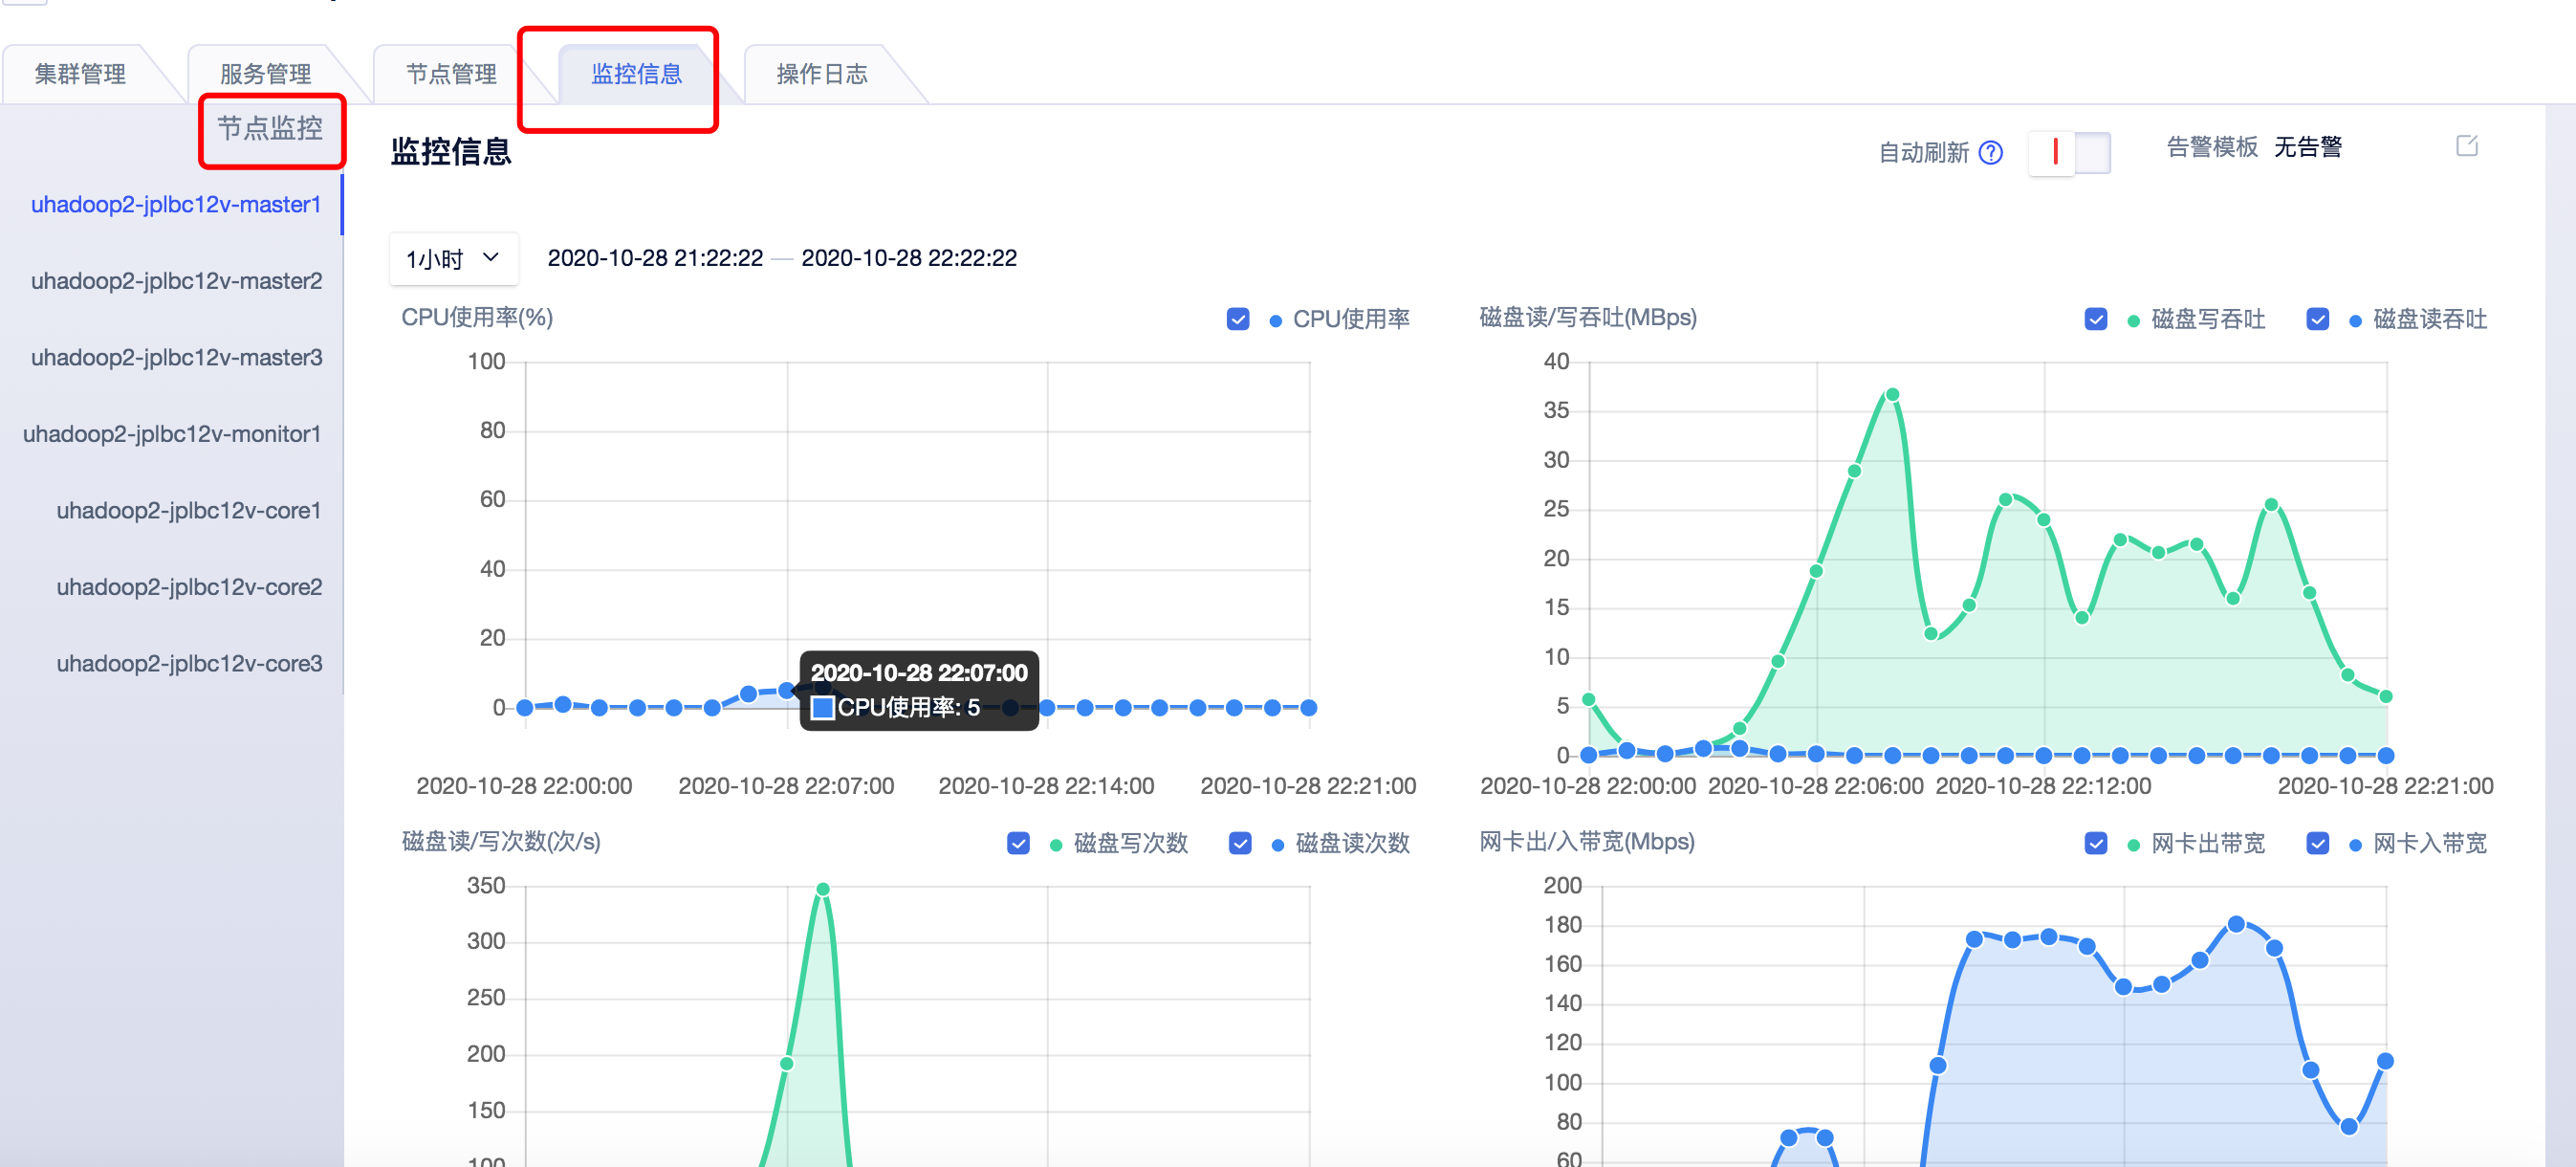 集群管理
服务管理
节点管理
监控信息
操作日志
节点监控
uhadoop2-jplbc12v-master1
uhadoop2-jplbc12v-master2
uhadoop2-jplbc12v-master3
uhadoop2-jplbc12v-monitor1
uhadoop2-jplbc12v-core1
uhadoop2-jplbc12v-core2
uhadoop2-jplbc12v-core3
监控信息
自动刷新 ?
告警模板 无告警
1小时
2020-10-28 21:22:22 — 2020-10-28 22:22:22
CPU使用率(%)
CPU使用率
100
80
60
40
20
0
2020-10-28 22:07:00
CPU使用率: 5
2020-10-28 22:00:00 2020-10-28 22:07:00 2020-10-28 22:14:00 2020-10-28 22:21:00
磁盘读/写吞吐(MBps)
磁盘写吞吐 磁盘读吞吐
40
35
30
25
20
15
10
5
0
2020-10-28 22:00:00 2020-10-28 22:06:00 2020-10-28 22:12:00 2020-10-28 22:21:00
磁盘读/写次数(次/s)
磁盘写次数 磁盘读次数
350
300
250
200
150
100
网卡出/入带宽(Mbps)
网卡出带宽 网卡入带宽
200
180
160
140
120
100
80
60